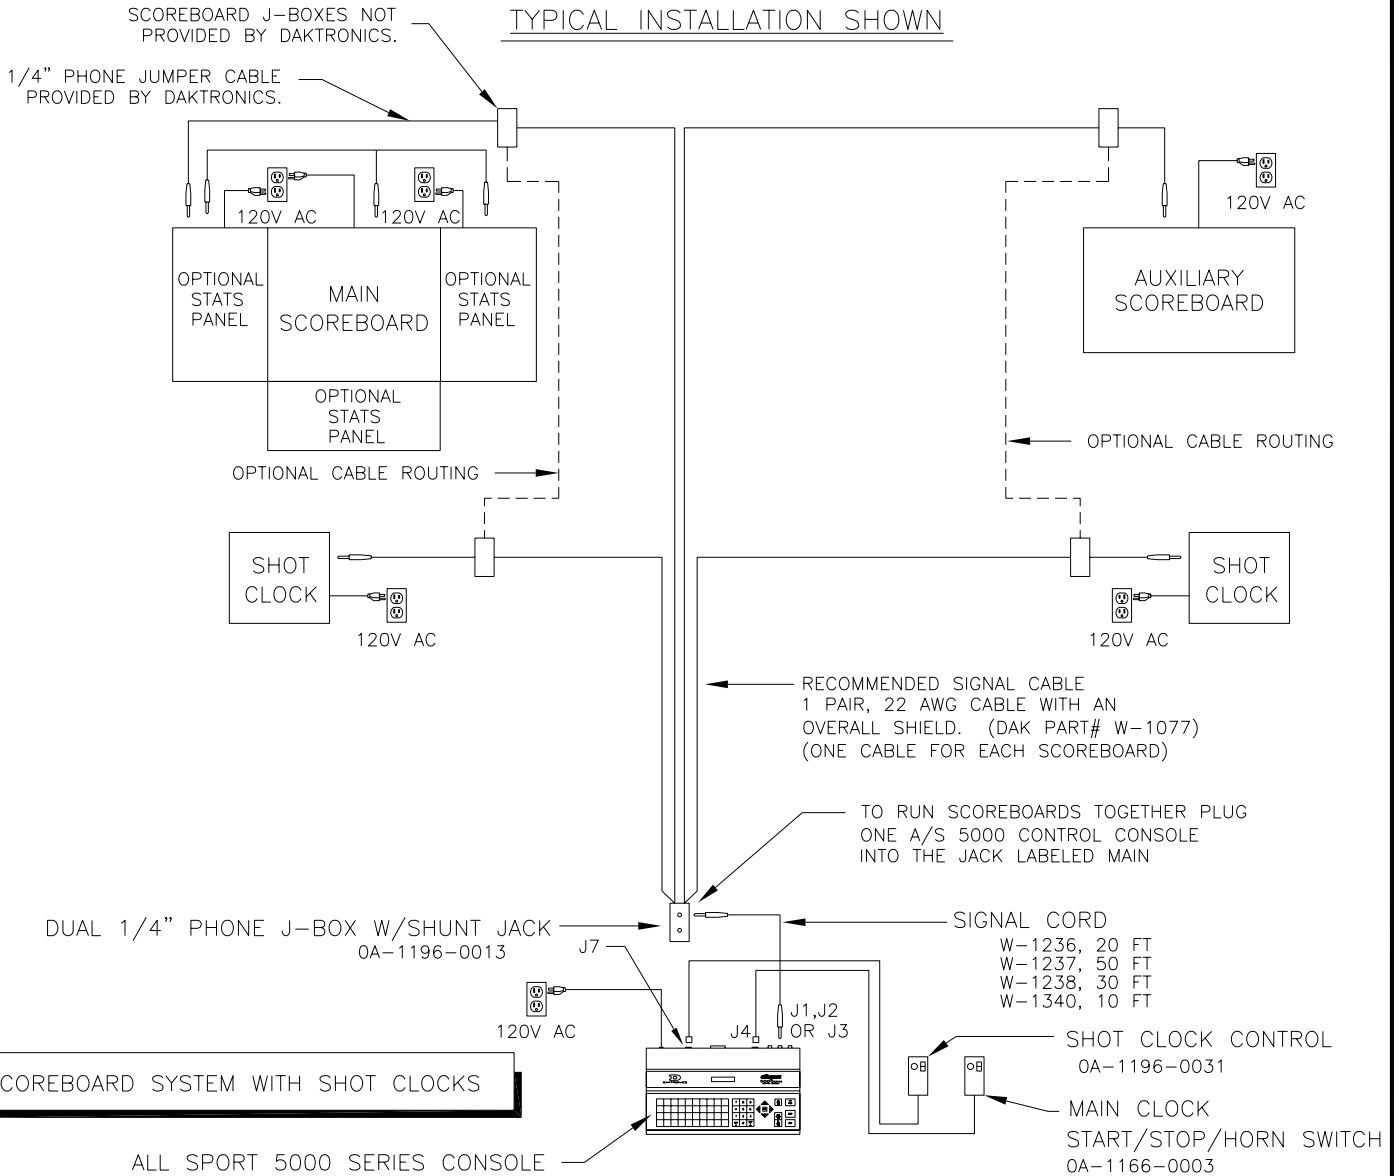 TYPICAL INSTALLATION SHOWN
SCOREBOARD J-BOXES NOT
PROVIDED BY DAKTRONICS.
1/4" PHONE JUMPER CABLE
PROVIDED BY DAKTRONICS.
120V AC
120V AC
120V AC
OPTIONAL
STATS
PANEL
MAIN
SCOREBOARD
OPTIONAL
STATS
PANEL
OPTIONAL
STATS
PANEL
AUXILIARY
SCOREBOARD
OPTIONAL CABLE ROUTING
OPTIONAL CABLE ROUTING
SHOT
CLOCK
120V AC
SHOT
CLOCK
120V AC
RECOMMENDED SIGNAL CABLE
1 PAIR, 22 AWG CABLE WITH AN
OVERALL SHIELD. (DAK PART# W-1077)
(ONE CABLE FOR EACH SCOREBOARD)
TO RUN SCOREBOARDS TOGETHER PLUG
ONE A/S 5000 CONTROL CONSOLE
INTO THE JACK LABELED MAIN
DUAL 1/4" PHONE J-BOX W/SHUNT JACK
0A-1196-0013
SIGNAL CORD
W-1236, 20 FT
W-1237, 50 FT
W-1238, 30 FT
W-1340, 10 FT
J7
120V AC
J4
J1,J2
OR J3
SHOT CLOCK CONTROL
0A-1196-0031
MAIN CLOCK
START/STOP/HORN SWITCH
0A-1166-0003
COREBOARD SYSTEM WITH SHOT CLOCKS
DAKTRONICS
ALL SPORT 5000 SERIES CONSOLE